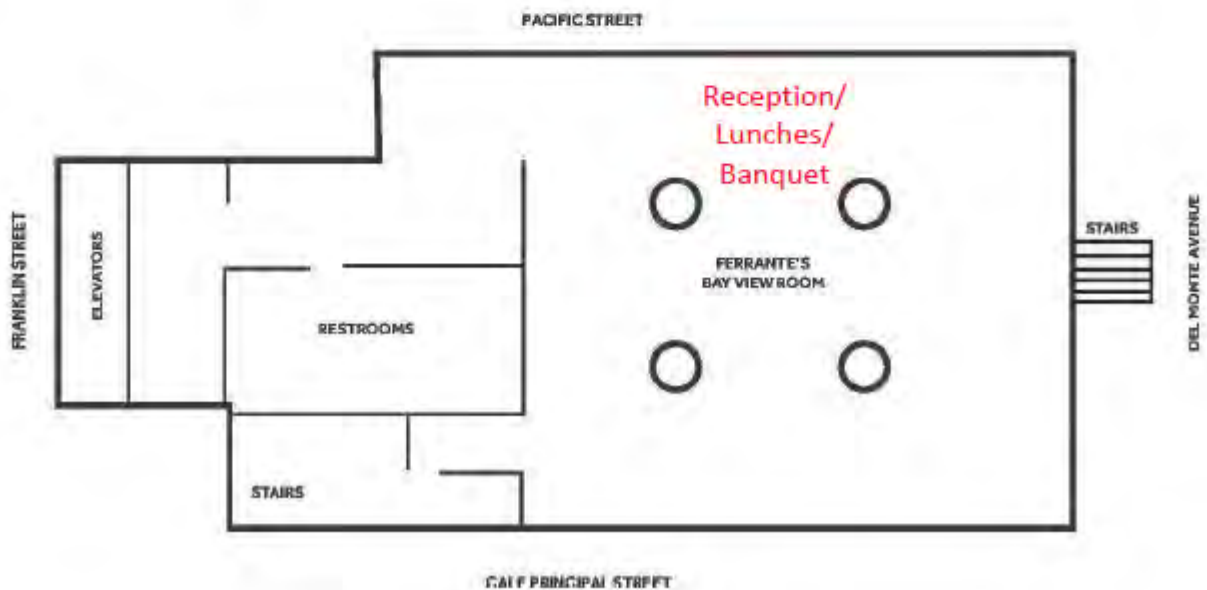 PACIFIC STREET
Reception/
Lunches/
Banquet
FRANKLIN STREET
ELEVATORS
STAIRS
DEL MONTE AVENUE
FERRANTE'S
BAY VIEW ROOM
RESTROOMS
STAIRS
CALE PRINCIPAL STREET